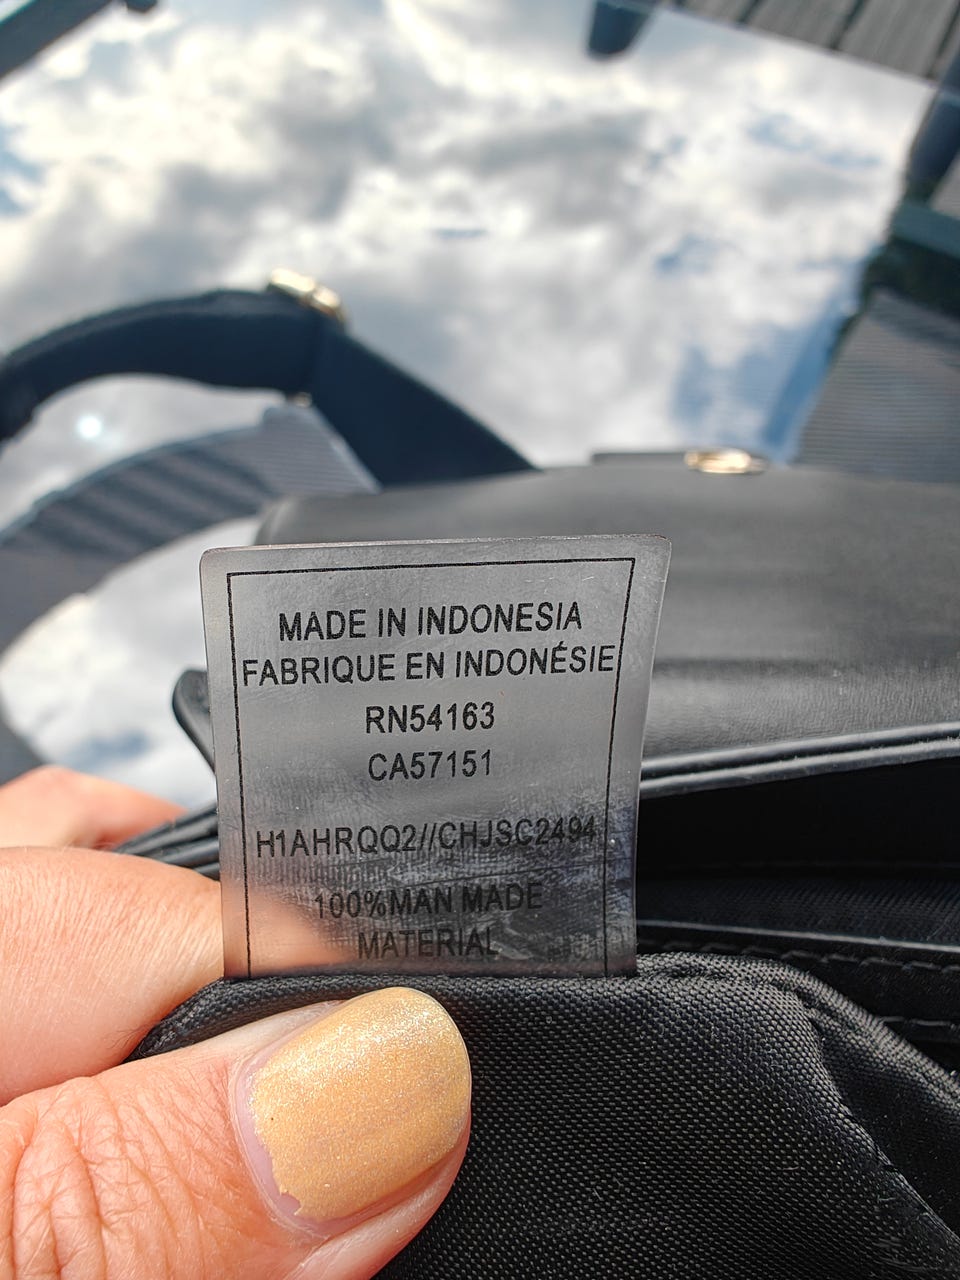 MADE IN INDONESIA
FABRIQUE EN INDONÉSIE
RN54163
CA57151
H1AHRQQ2//CHJSC2494
100%MAN MADE
MATERIAL